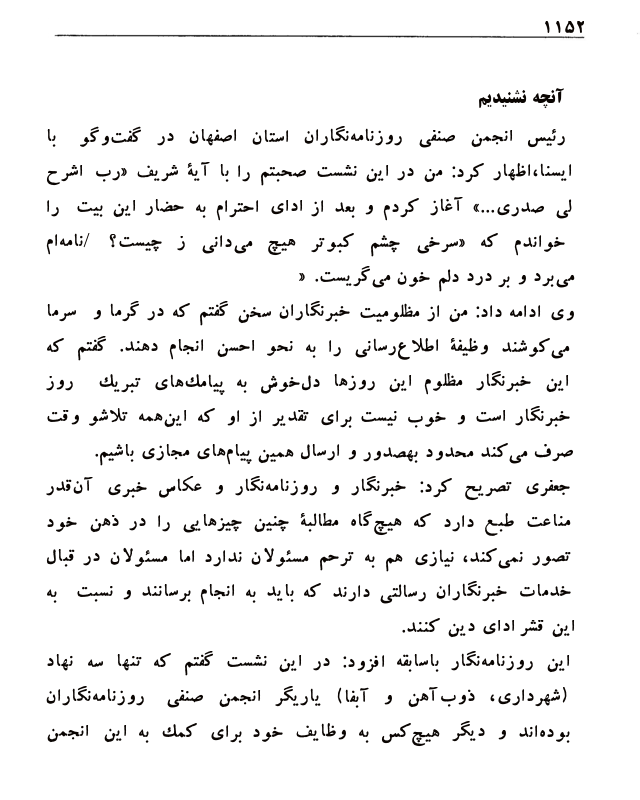 ۱۱۵۲
آنچه نشنیدیم
رئیس انجمن صنفی روزنامه‌نگاران استان اصفهان در گفت‌وگو با
ایسنا،اظهار کرد: من در این نشست صحبتم را با آیهٔ شریف «رب اشرح
لی صدری...» آغاز کردم و بعد از ادای احترام به حضار این بیت را
خواندم که «سرخی چشم کبوتر هیچ می‌دانی ز چیست؟ /نامه‌ام
می‌برد و بر درد دلم خون می‌گریست. «
وی ادامه داد: من از مظلومیت خبرنگاران سخن گفتم که در گرما و سرما
می‌کوشند وظیفهٔ اطلاع‌رسانی را به نحو احسن انجام دهند. گفتم که
این خبرنگار مظلوم این روزها دل‌خوش به پیامك‌های تبریك روز
خبرنگار است و خوب نیست برای تقدیر از او که این‌همه تلاشو وقت
صرف می‌کند محدود بهصدور و ارسال همین پیام‌های مجازی باشیم.
جعفری تصریح کرد: خبرنگار و روزنامه‌نگار و عکاس خبری آن‌قدر
مناعت طبع دارد که هیچ‌گاه مطالبهٔ چنین چیزهایی را در ذهن خود
تصور نمی‌کند، نیازی هم به ترحم مسئولان ندارد اما مسئولان در قبال
خدمات خبرنگاران رسالتی دارند که باید به انجام برسانند و نسبت به
این قشر ادای دین کنند.
این روزنامه‌نگار باسابقه افزود: در این نشست گفتم که تنها سه نهاد
(شهرداری، ذوب‌آهن و آبفا) یاریگر انجمن صنفی روزنامه‌نگاران
بوده‌اند و دیگر هیچ‌کس به وظایف خود برای کمك به این انجمن